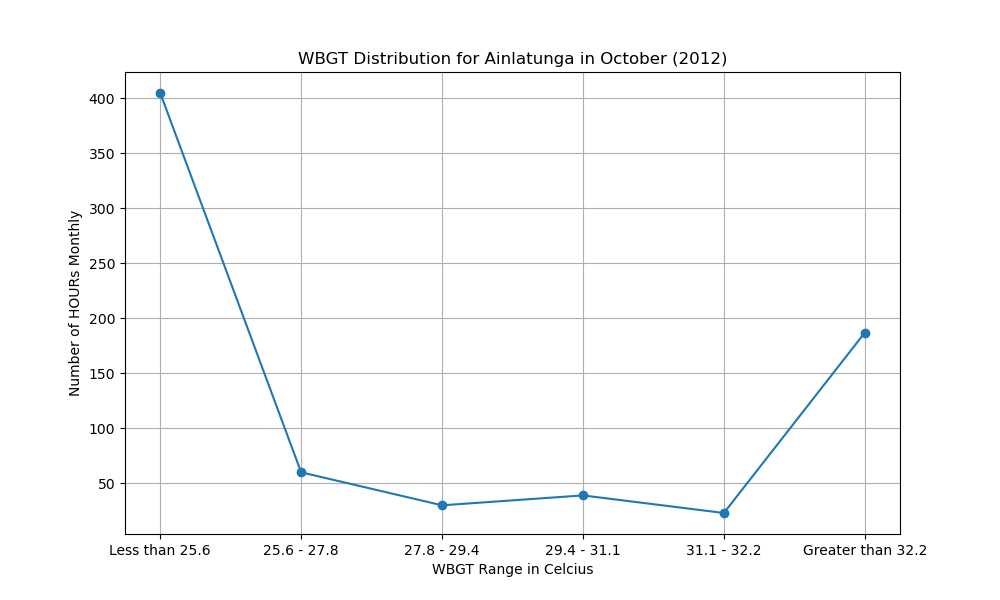 WBGT Distribution for Ainlatunga in October (2012)
Number of HOURs Monthly
400
350
300
250
200
150
100
50
Less than 25.6
25.6 - 27.8
27.8 - 29.4
29.4 - 31.1
31.1 - 32.2
Greater than 32.2
WBGT Range in Celcius